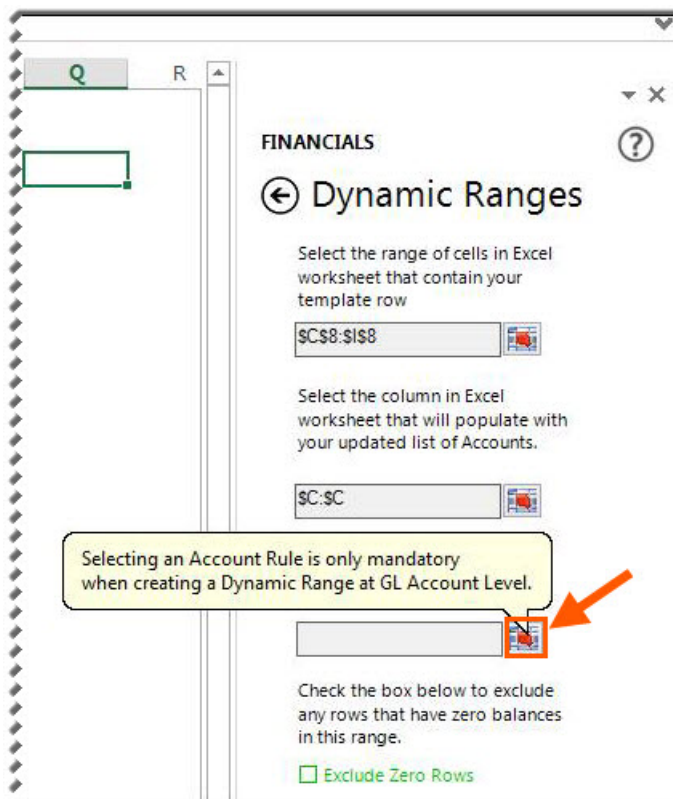 Q R
FINANCIALS
Dynamic Ranges
Select the range of cells in Excel
worksheet that contain your
template row
$C$8:$I$8
Select the column in Excel
worksheet that will populate with
your updated list of Accounts.
$C:$C
Selecting an Account Rule is only mandatory
when creating a Dynamic Range at GL Account Level.
Check the box below to exclude
any rows that have zero balances
in this range.
Exclude Zero Rows